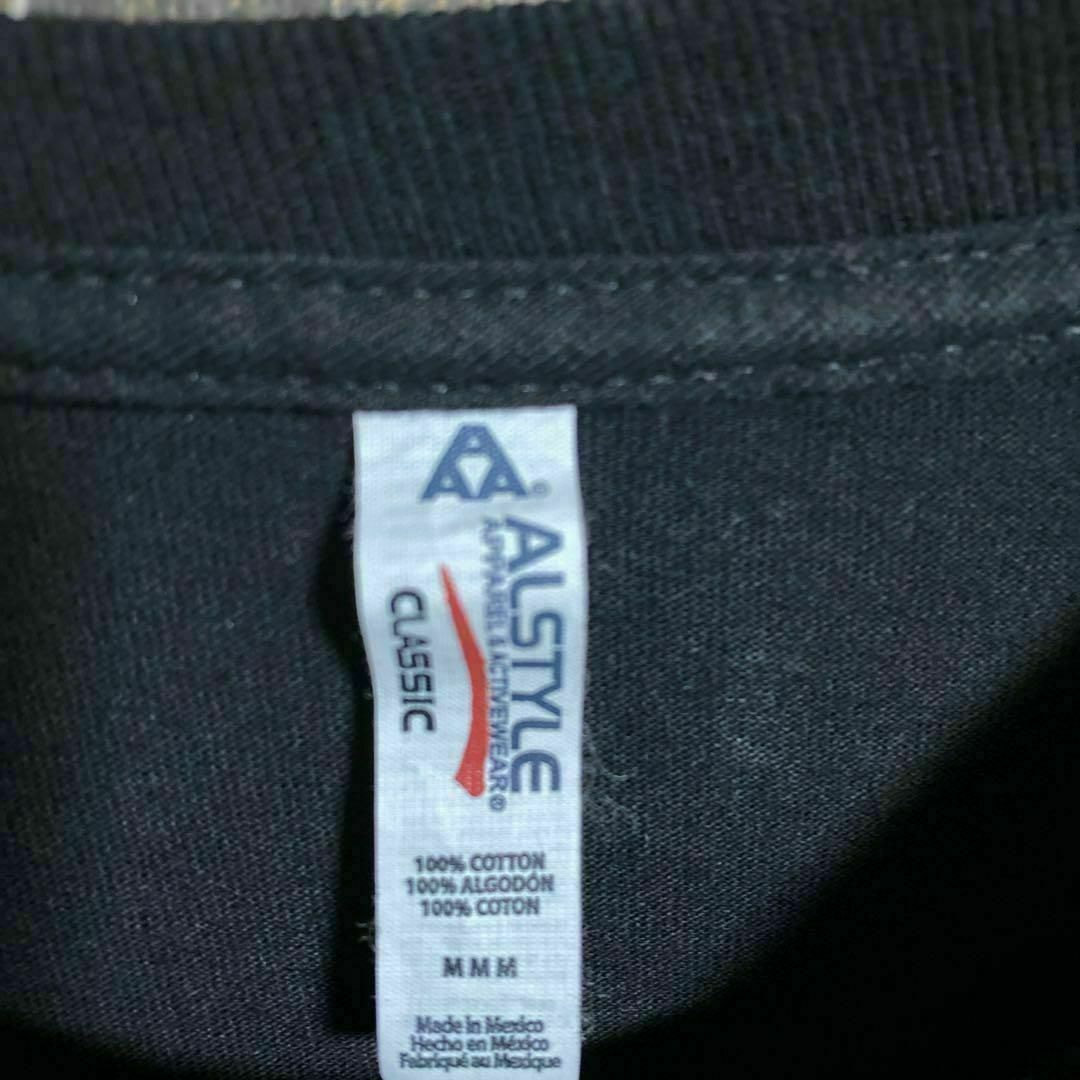 AAA®
ALSTYLE
APPAREL & ACTIVEWEAR®
CLASSIC
100% COTTON
100% ALGODÓN
100% COTON
M M M
Made in Mexico
Hecho en México
Fabriqué au Mexique